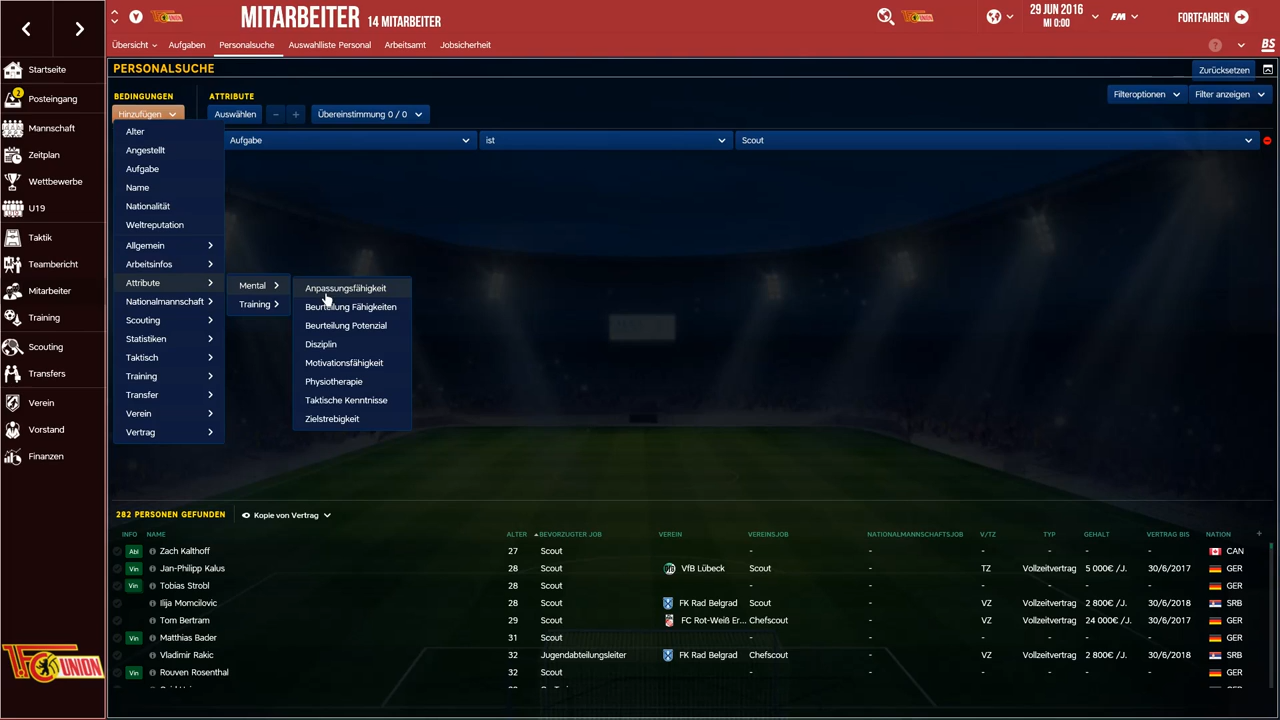 MITARBEITER 14 MITARBEITER
29 JUN 2016
MI 0:00
FM
FORTFAHREN
Übersicht Aufgaben Personalsuche Auswahlliste Personal Arbeitsamt Jobsicherheit
? BS
Startseite
2
Posteingang
Mannschaft
Zeitplan
Wettbewerbe
U19
Taktik
Teambericht
Mitarbeiter
Training
Scouting
Transfers
Verein
Vorstand
Finanzen
1.FC UNION
PERSONALSUCHE
Zurücksetzen
BEDINGUNGEN ATTRIBUTE
Filteroptionen Filter anzeigen
Hinzufügen Auswählen − + Übereinstimmung 0 / 0
Aufgabe ist Scout
Alter
Angestellt
Aufgabe
Name
Nationalität
Weltreputation
Allgemein
Arbeitsinfos
Attribute
Nationalmannschaft
Scouting
Statistiken
Taktisch
Training
Transfer
Verein
Vertrag
Mental
Training
Anpassungsfähigkeit
Beurteilung Fähigkeiten
Beurteilung Potenzial
Disziplin
Motivationsfähigkeit
Physiotherapie
Taktische Kenntnisse
Zielstrebigkeit
282 PERSONEN GEFUNDEN Kopie von Vertrag
INFO NAME ALTER BEVORZUGTER JOB VEREIN VEREINSJOB NATIONALMANNSCHAFTSJOB V/TZ TYP GEHALT VERTRAG BIS NATION +
Abl Zach Kalthoff 27 Scout - - - - - - CAN
Vin Jan-Philipp Kalus 28 Scout VfB Lübeck Scout - TZ Vollzeitvertrag 5 000€ /J. 30/6/2017 GER
Vin Tobias Strobl 28 Scout - - - - - - GER
Ilija Momcilovic 28 Scout FK Rad Belgrad Scout - VZ Vollzeitvertrag 2 800€ /J. 30/6/2018 SRB
Tom Bertram 29 Scout FC Rot-Weiß Er... Chefscout - VZ Vollzeitvertrag 24 000€ /J. 30/6/2017 GER
Vin Matthias Bader 31 Scout - - - - - - GER
Vladimir Rakic 32 Jugendabteilungsleiter FK Rad Belgrad Chefscout - VZ Vollzeitvertrag 2 800€ /J. 30/6/2018 SRB
Vin Rouven Rosenthal 32 Scout - - - - - - GER